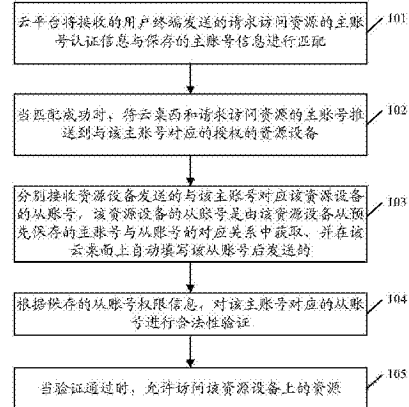 云平台将接收的用户终端发送的请求访问资源的主账
号认证信息与保存的主账号信息进行匹配
101
当匹配成功时，将云桌面和请求访问资源的主账号推
送到与该主账号对应的授权的资源设备
102
分别接收资源设备发送的与该主账号对应该资源设备
的从账号，该资源设备的从账号是由该资源设备从预
先保存的主账号与从账号的对应关系中获取、并在该
云桌面上自动填写该从账号后发送的
103
根据保存的从账号权限信息，对该主账号对应的从账
号进行合法性验证
104
当验证通过时，允许访问该资源设备上的资源
105